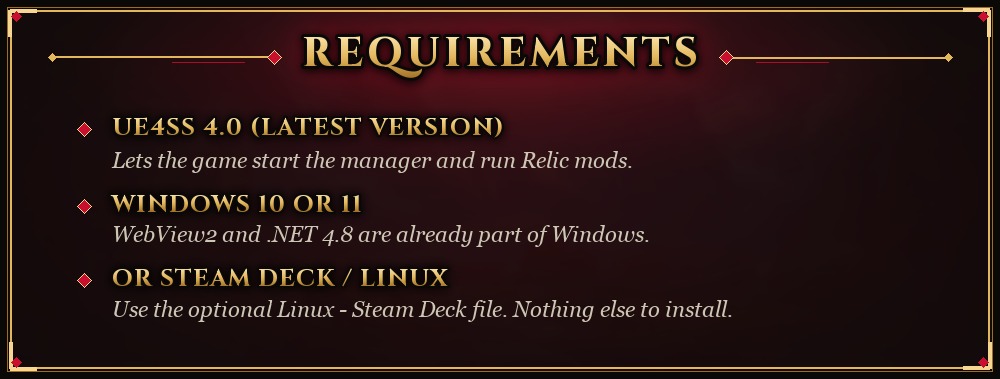 REQUIREMENTS
UE4SS 4.0 (LATEST VERSION)
Lets the game start the manager and run Relic mods.
WINDOWS 10 OR 11
WebView2 and .NET 4.8 are already part of Windows.
OR STEAM DECK / LINUX
Use the optional Linux - Steam Deck file. Nothing else to install.